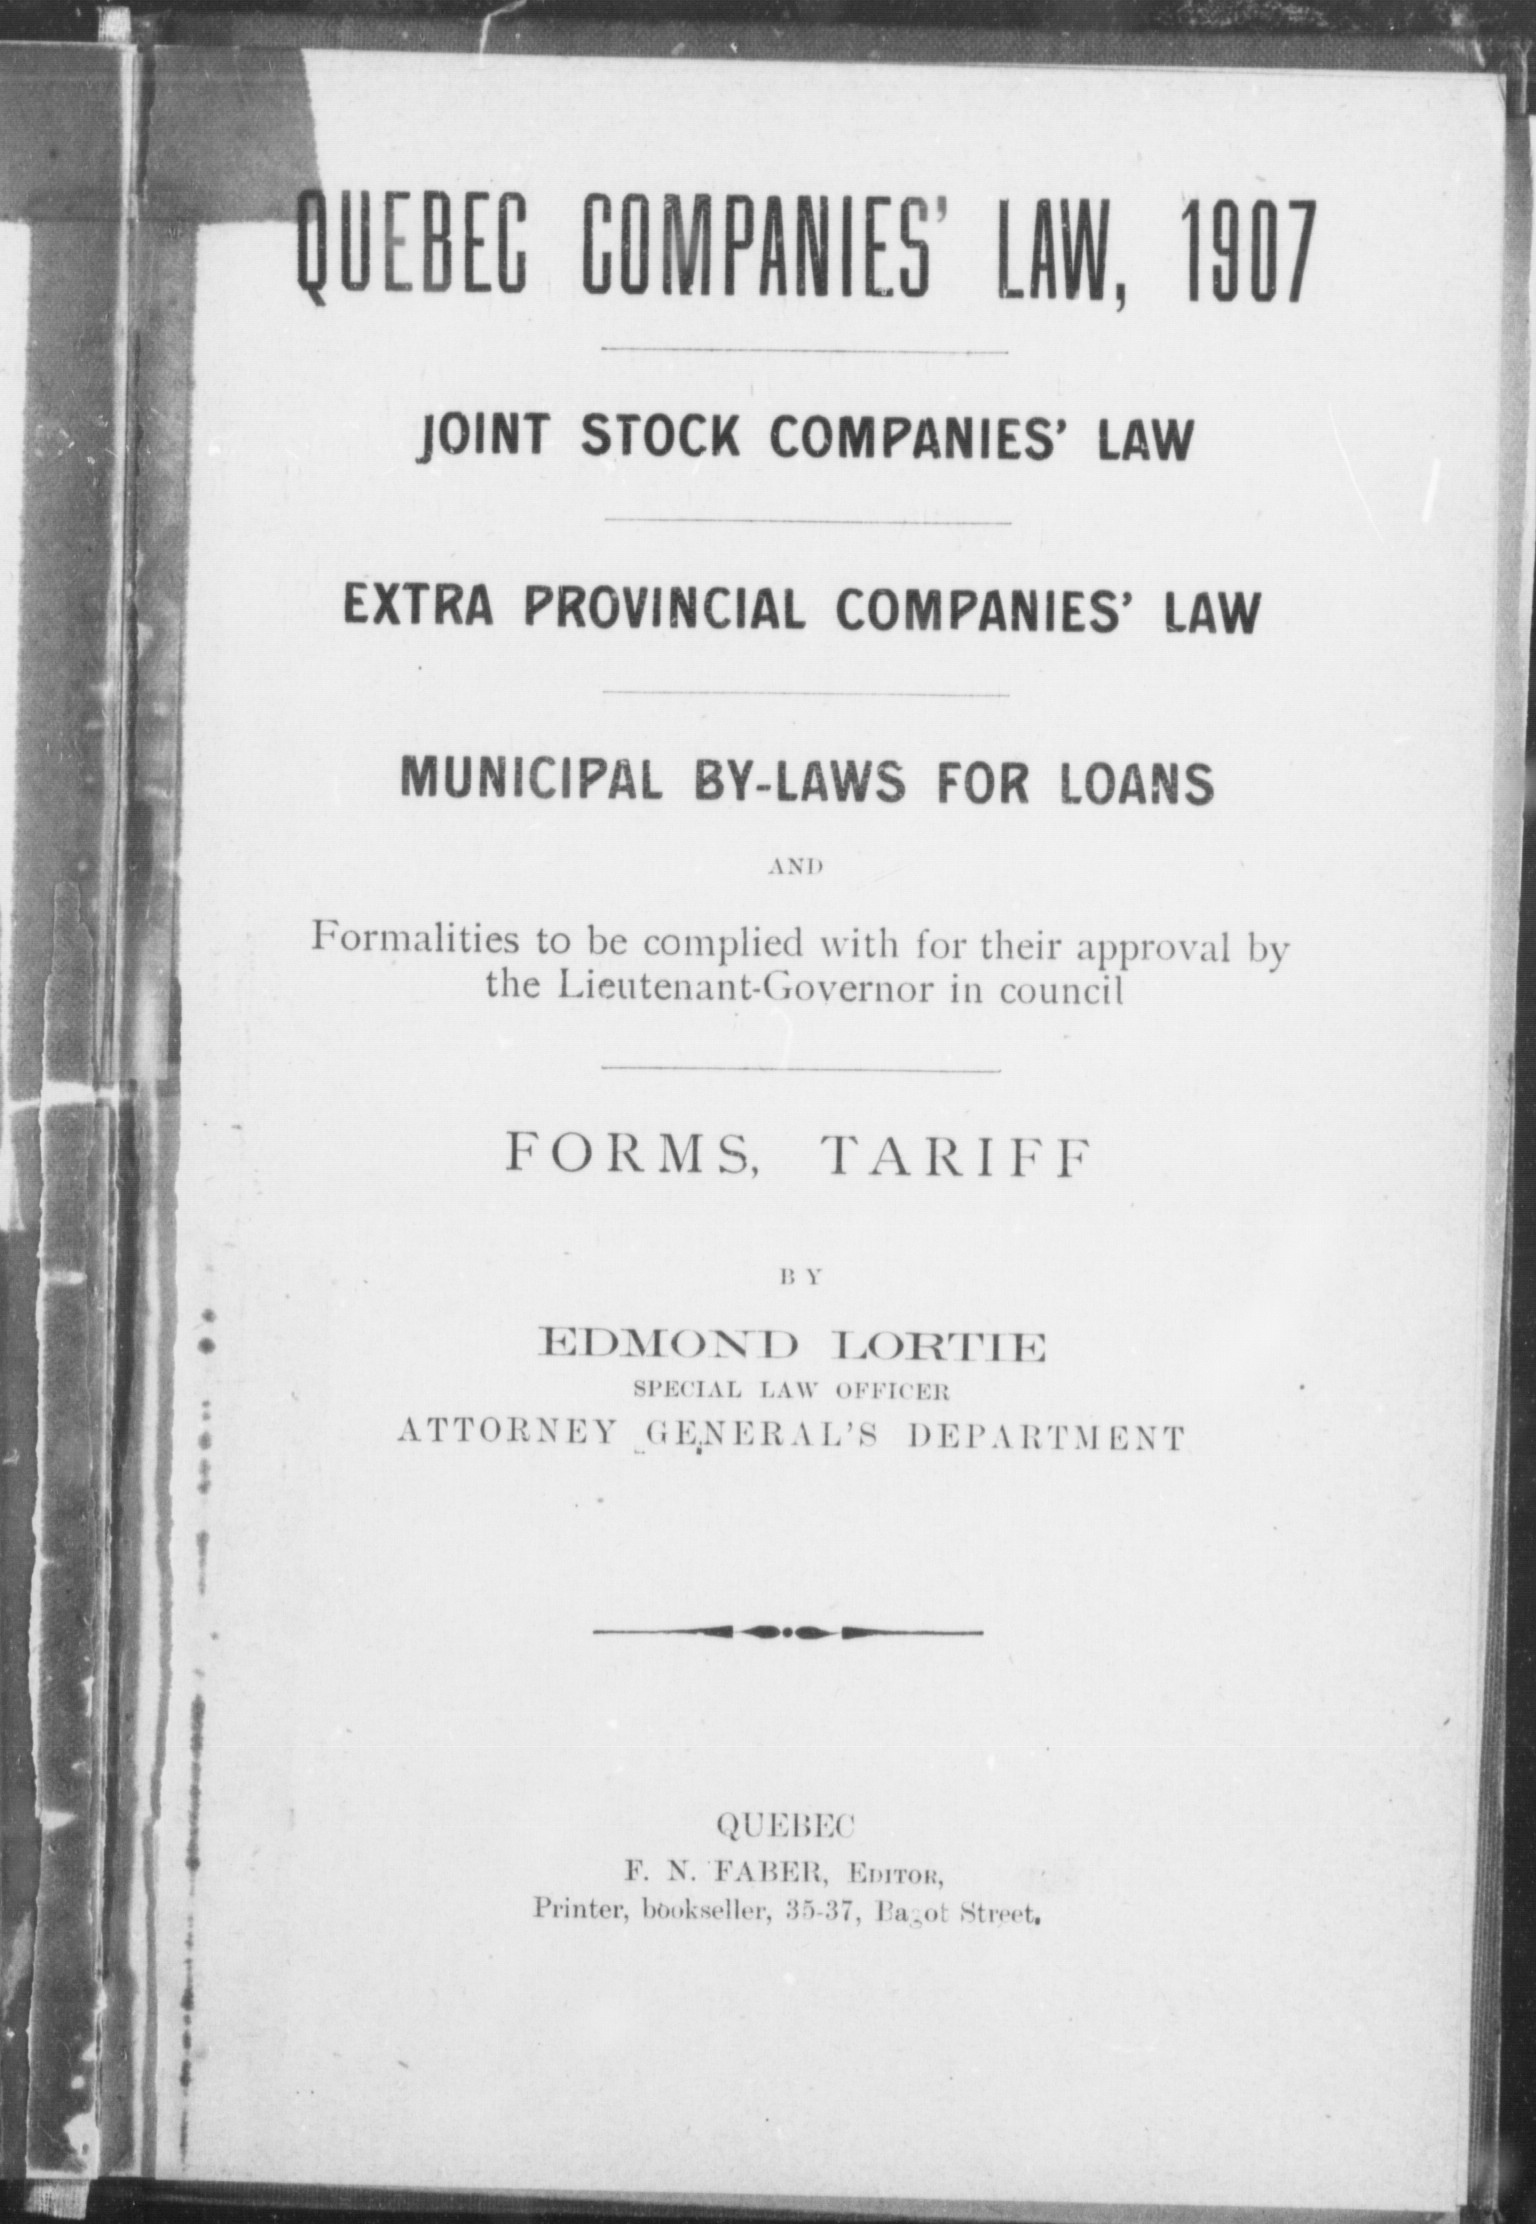 QUEBEC COMPANIES' LAW, 1907
JOINT STOCK COMPANIES' LAW
EXTRA PROVINCIAL COMPANIES' LAW
MUNICIPAL BY-LAWS FOR LOANS
AND
Formalities to be complied with for their approval by
the Lieutenant-Governor in council
FORMS, TARIFF
BY
EDMOND LORTIE
SPECIAL LAW OFFICER
ATTORNEY GENERAL'S DEPARTMENT
QUEBEC
F. N. FABER, EDITOR,
Printer, bookseller, 35-37, Bagot Street.